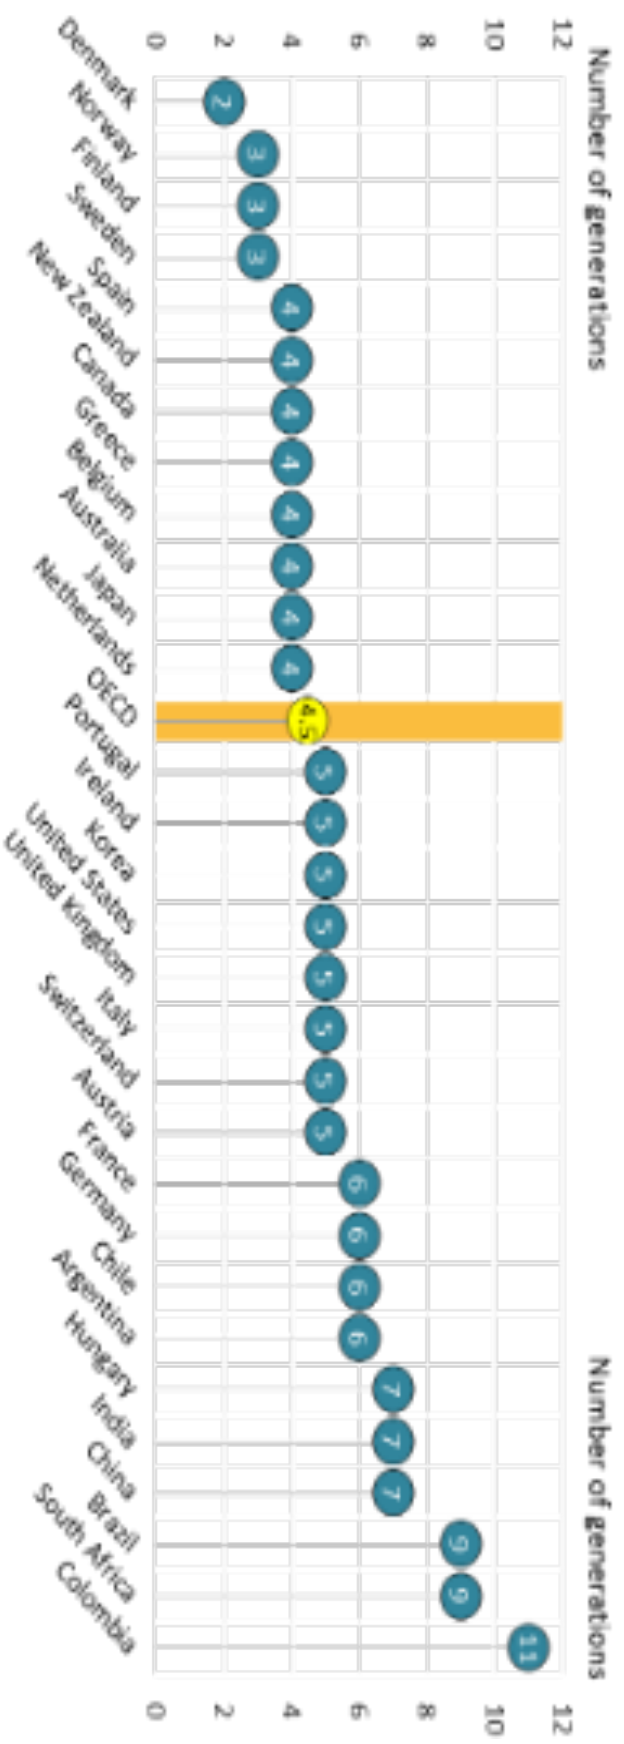 Number of generations
Number of generations
12
10
8
6
4
2
0
12
10
8
6
4
2
0
2
3
3
3
4
4
4
4
4
4
4
4
4.5
5
5
5
5
5
5
5
5
6
6
6
6
7
7
7
9
9
11
Denmark
Norway
Finland
Sweden
Spain
New Zealand
Canada
Greece
Belgium
Australia
Japan
Netherlands
OECD
Portugal
Ireland
Korea
United States
United Kingdom
Italy
Switzerland
Austria
France
Germany
Chile
Argentina
Hungary
India
China
Brazil
South Africa
Colombia